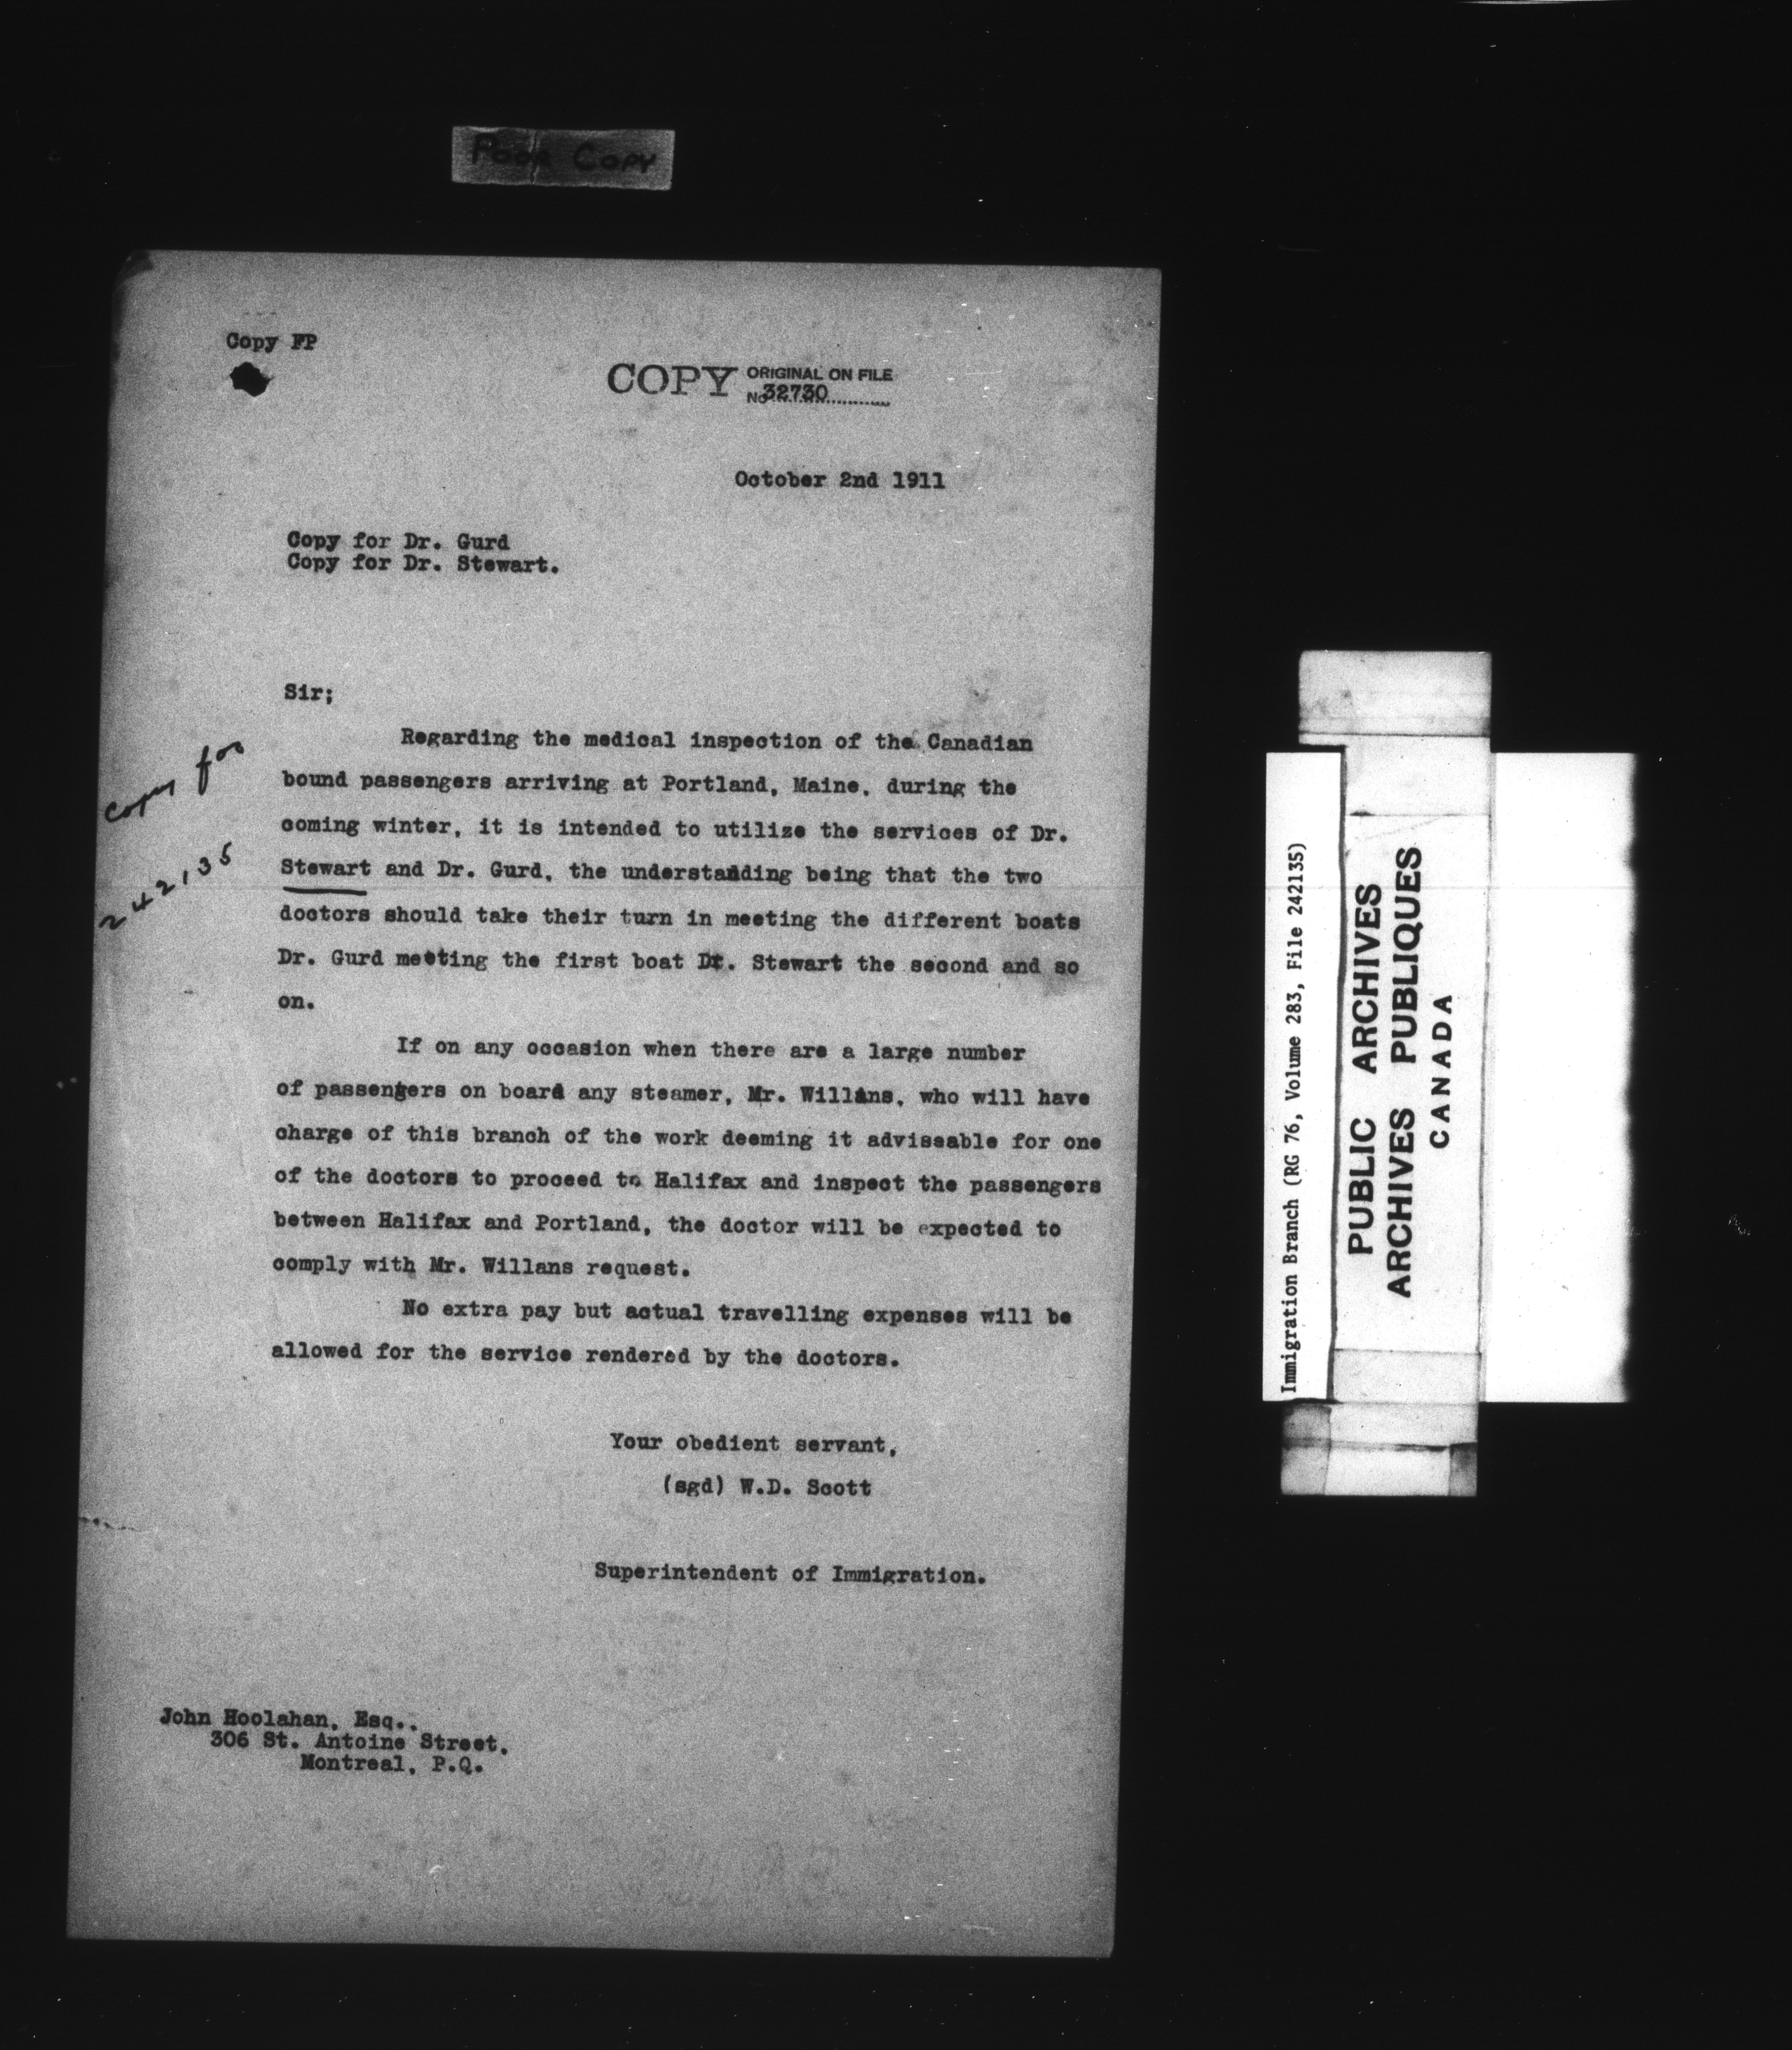 Poor Copy
Copy FP
COPY ORIGINAL ON FILE
No. 32730
October 2nd 1911
Copy for Dr. Gurd
Copy for Dr. Stewart.
Sir;
Regarding the medical inspection of the Canadian
bound passengers arriving at Portland, Maine, during the
coming winter, it is intended to utilize the services of Dr.
Stewart and Dr. Gurd, the understanding being that the two
doctors should take their turn in meeting the different boats
Dr. Gurd meeting the first boat Dr. Stewart the second and so
on.
If on any occasion when there are a large number
of passengers on board any steamer, Mr. Willans, who will have
charge of this branch of the work deeming it adviseable for one
of the doctors to proceed to Halifax and inspect the passengers
between Halifax and Portland, the doctor will be expected to
comply with Mr. Willans request.
No extra pay but actual travelling expenses will be
allowed for the service rendered by the doctors.
Your obedient servant,
(sgd) W.D. Scott
Superintendent of Immigration.
John Hoolahan, Esq.,
306 St. Antoine Street,
Montreal, P.Q.
Copy for
242135
Immigration Branch (RG 76, Volume 283, File 242135)
PUBLIC ARCHIVES
ARCHIVES PUBLIQUES
CANADA